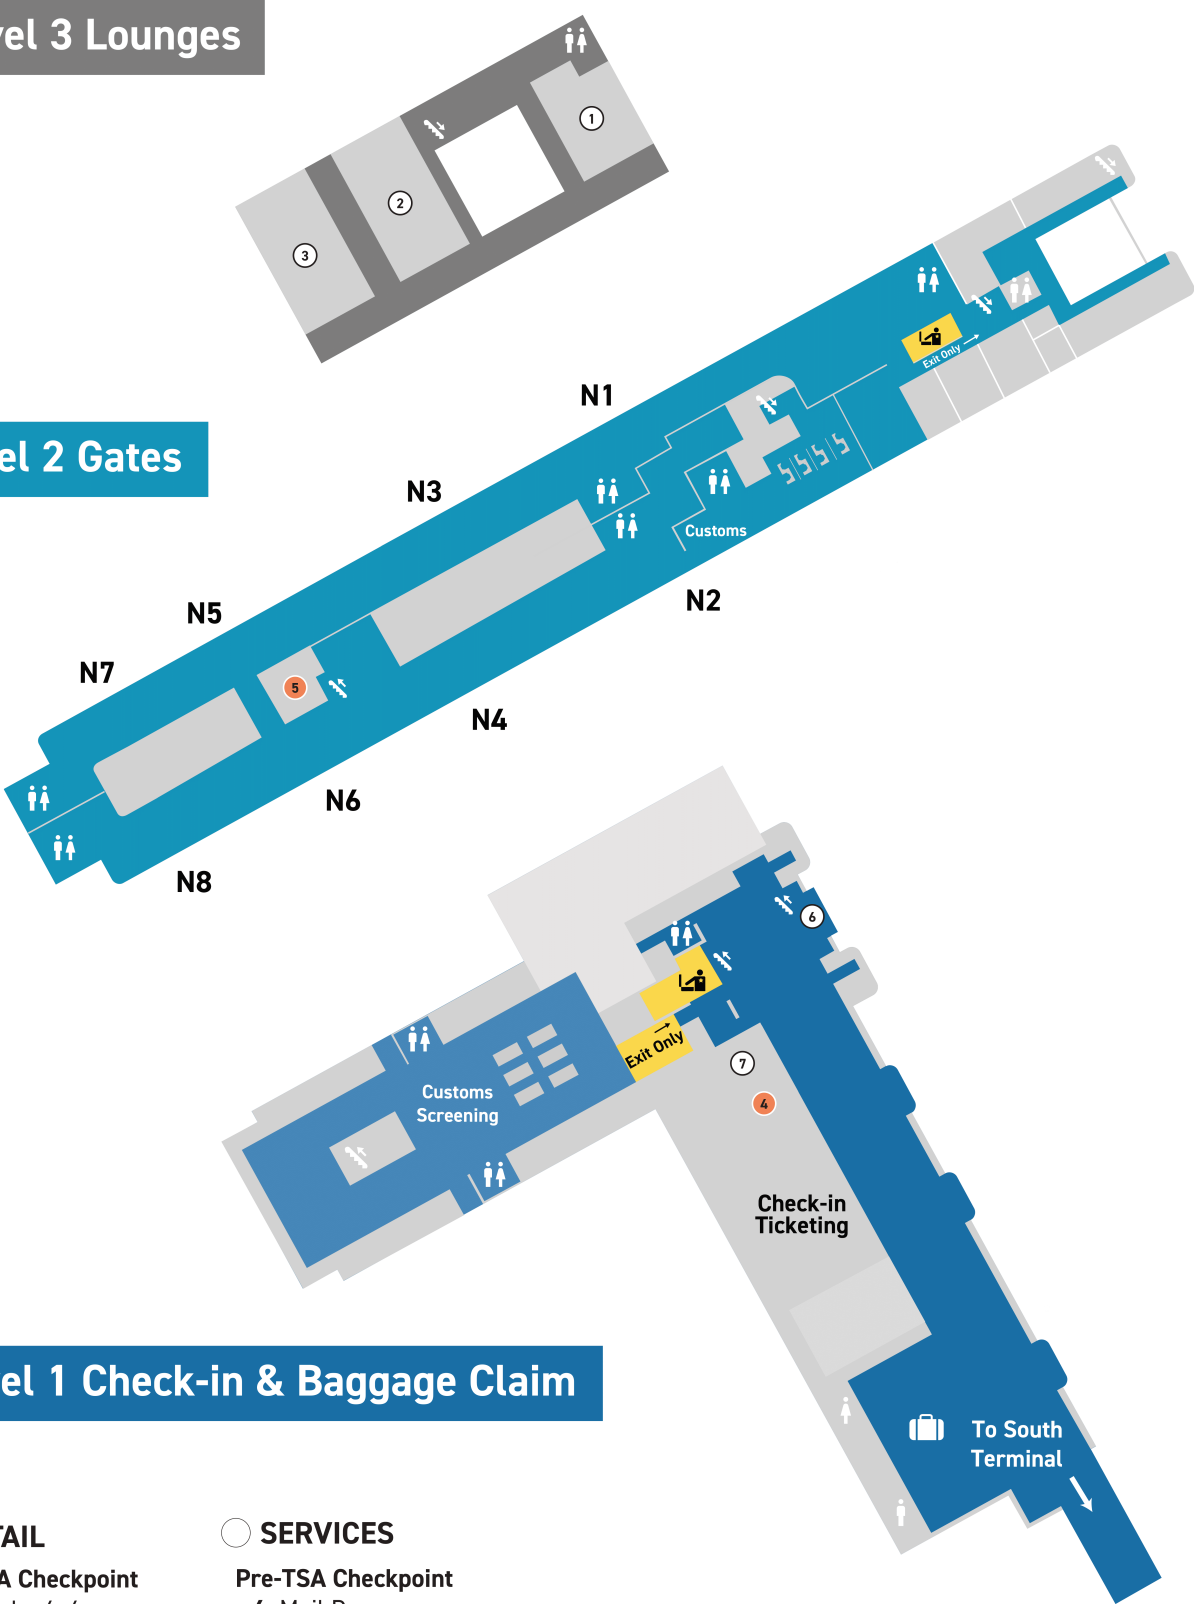 el 3 Lounges
1
2
3
Exit Only
N1
Customs
N3
el 2 Gates
N2
N5
N7
5
N4
N6
N8
6
Exit Only
7
Customs
Screening
4
Check-in
Ticketing
el 1 Check-in & Baggage Claim
To South
Terminal
TAIL
SERVICES
A Checkpoint
Pre-TSA Checkpoint